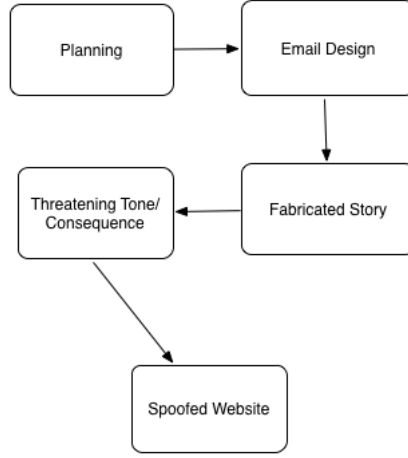 Planning
Email Design
Fabricated Story
Threatening Tone/
Consequence
Spoofed Website